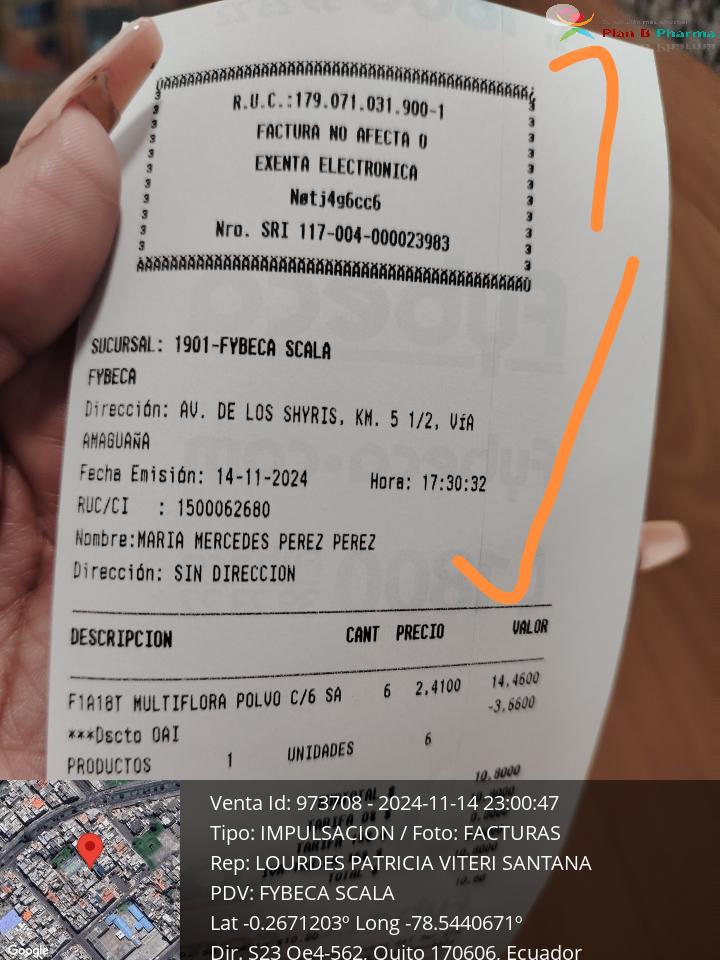 Plan B Pharma
R.U.C.:179.071.031.900-1
FACTURA NO AFECTA O
EXENTA ELECTRONICA
Nøtj4g6cc6
Nro. SRI 117-004-000023983
SUCURSAL: 1901-FYBECA SCALA
FYBECA
Dirección: AV. DE LOS SHYRIS, KM. 5 1/2, VíA
AMAGUAÑA
Fecha Emisión: 14-11-2024 Hora: 17:30:32
RUC/CI : 1500062680
Nombre:MARIA MERCEDES PEREZ PEREZ
Dirección: SIN DIRECCION
DESCRIPCION CANT PRECIO VALOR
F1A18T MULTIFLORA POLVO C/6 SA 6 2,4100 14,4600
-3,6600
***Dscto OAI
PRODUCTOS 1 UNIDADES 6
10,8000
Venta Id: 973708 - 2024-11-14 23:00:47
Tipo: IMPULSACION / Foto: FACTURAS
Rep: LOURDES PATRICIA VITERI SANTANA
PDV: FYBECA SCALA
Lat -0.2671203º Long -78.5440671º
Dir. S23 Oe4-562, Quito 170606, Ecuador
Google